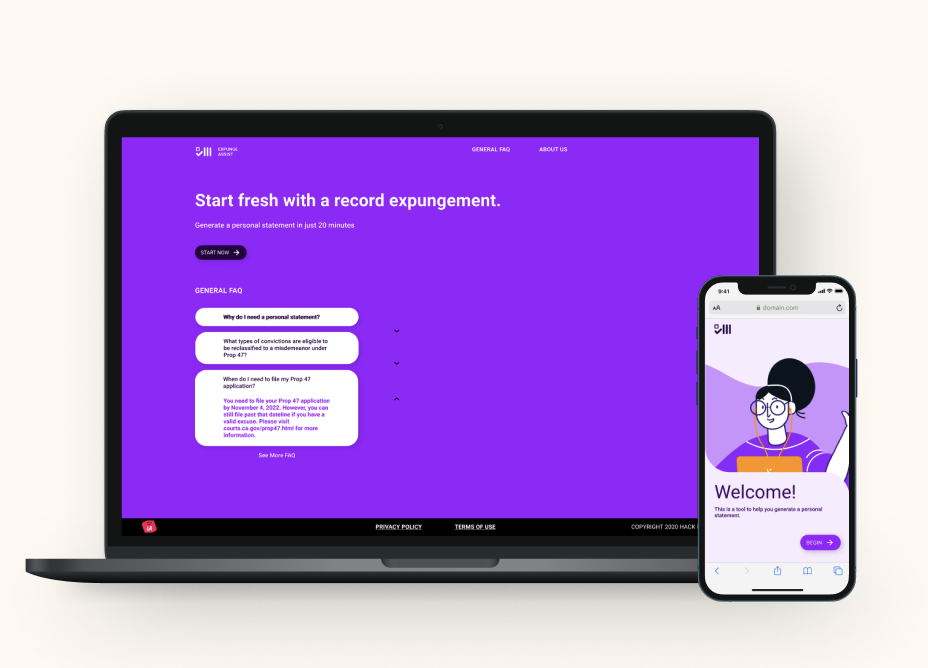 EXPUNGE
ASSIST
GENERAL FAQ
ABOUT US
Start fresh with a record expungement.
Generate a personal statement in just 20 minutes
START NOW
GENERAL FAQ
Why do I need a personal statement?
What types of convictions are eligible to
be reclassified to a misdemeanor under
Prop 47?
When do I need to file my Prop 47
application?
You need to file your Prop 47 application
by November 4, 2022. However, you can
still file past that dateline if you have a
valid excuse. Please visit
courts.ca.gov/prop47.html for more
information.
See More FAQ
LA
PRIVACY POLICY
TERMS OF USE
COPYRIGHT 2020 HACK
9:41
AA
domain.com
Welcome!
This is a tool to help you generate a personal
statement.
BEGIN